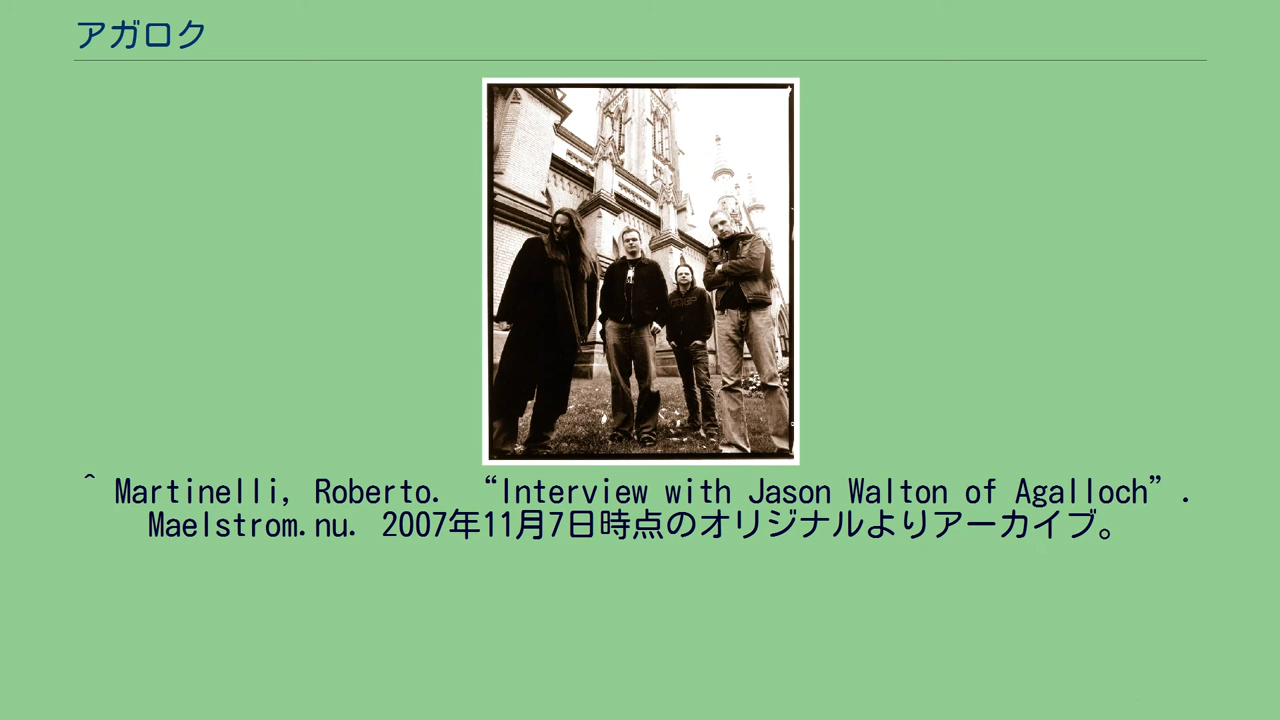 アガロク
^ Martinelli, Roberto. “Interview with Jason Walton of Agalloch”.
Maelstrom.nu. 2007年11月7日時点のオリジナルよりアーカイブ。